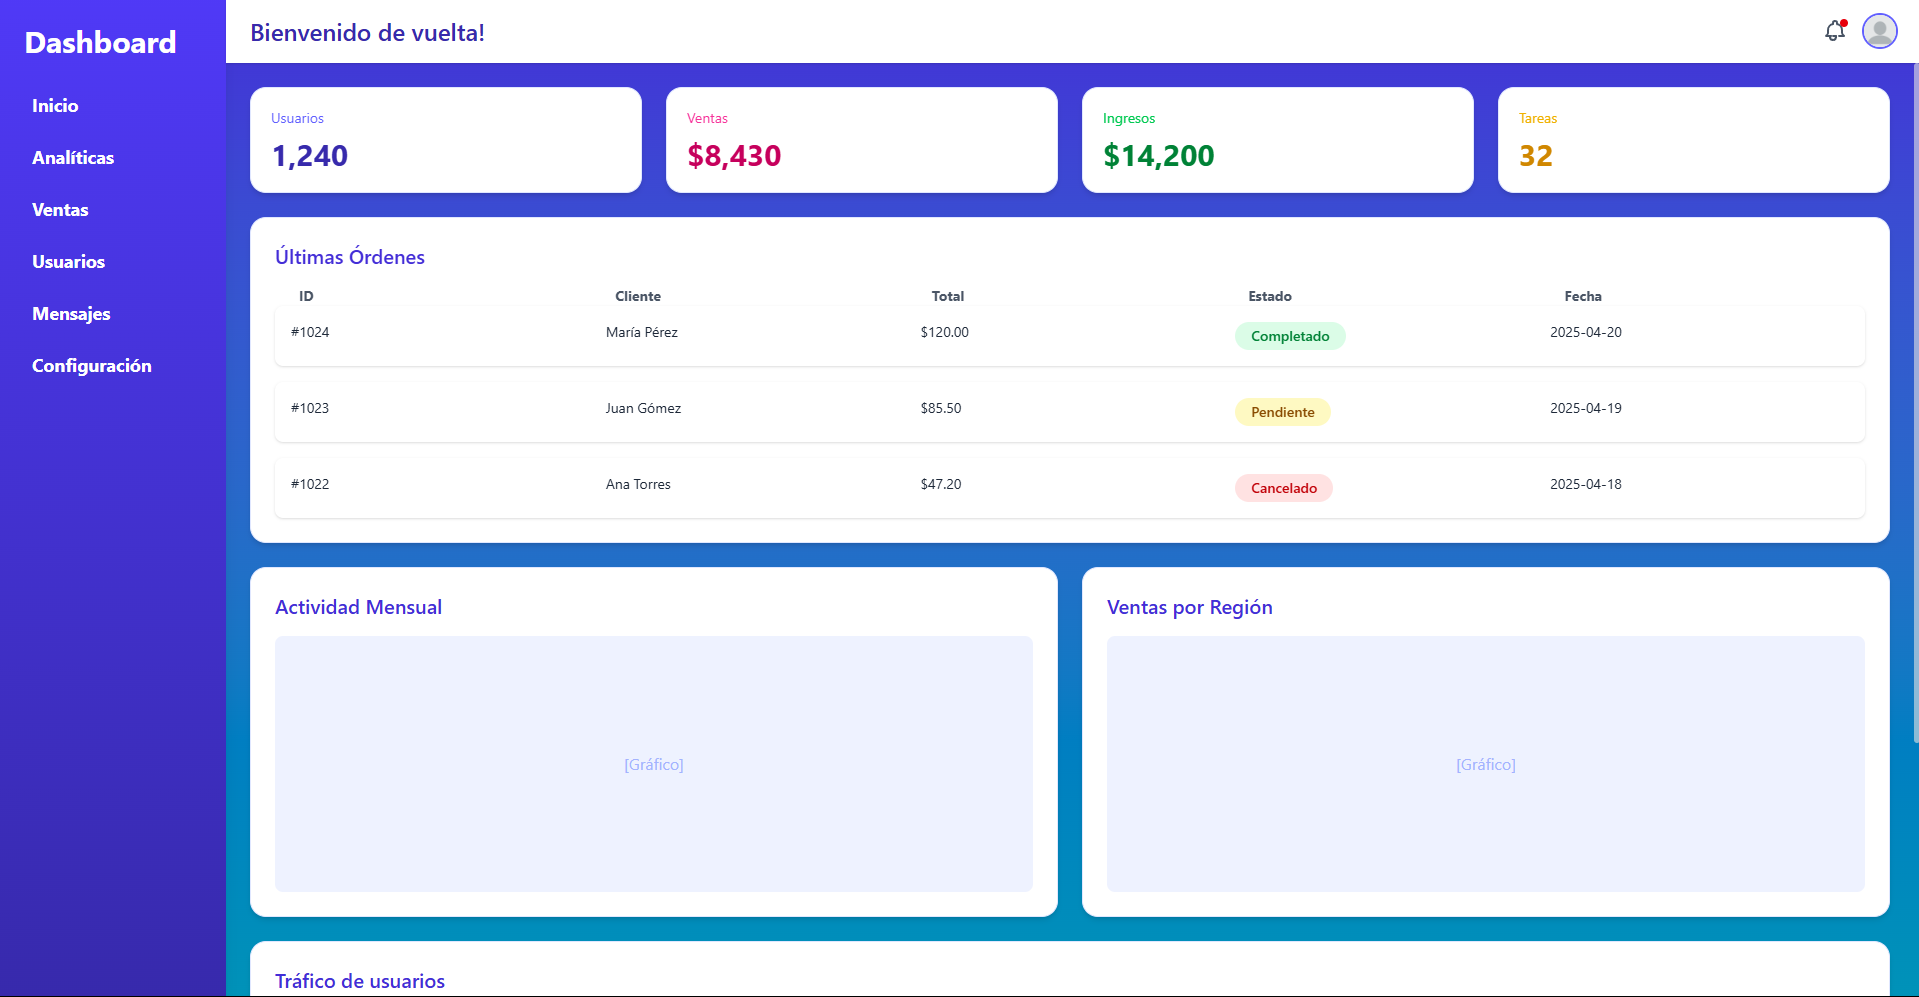 Dashboard
Inicio
Analíticas
Ventas
Usuarios
Mensajes
Configuración
Bienvenido de vuelta!
Usuarios
1,240
Ventas
$8,430
Ingresos
$14,200
Tareas
32
Últimas Órdenes
ID Cliente Total Estado Fecha
#1024 María Pérez $120.00 Completado 2025-04-20
#1023 Juan Gómez $85.50 Pendiente 2025-04-19
#1022 Ana Torres $47.20 Cancelado 2025-04-18
Actividad Mensual
[Gráfico]
Ventas por Región
[Gráfico]
Tráfico de usuarios